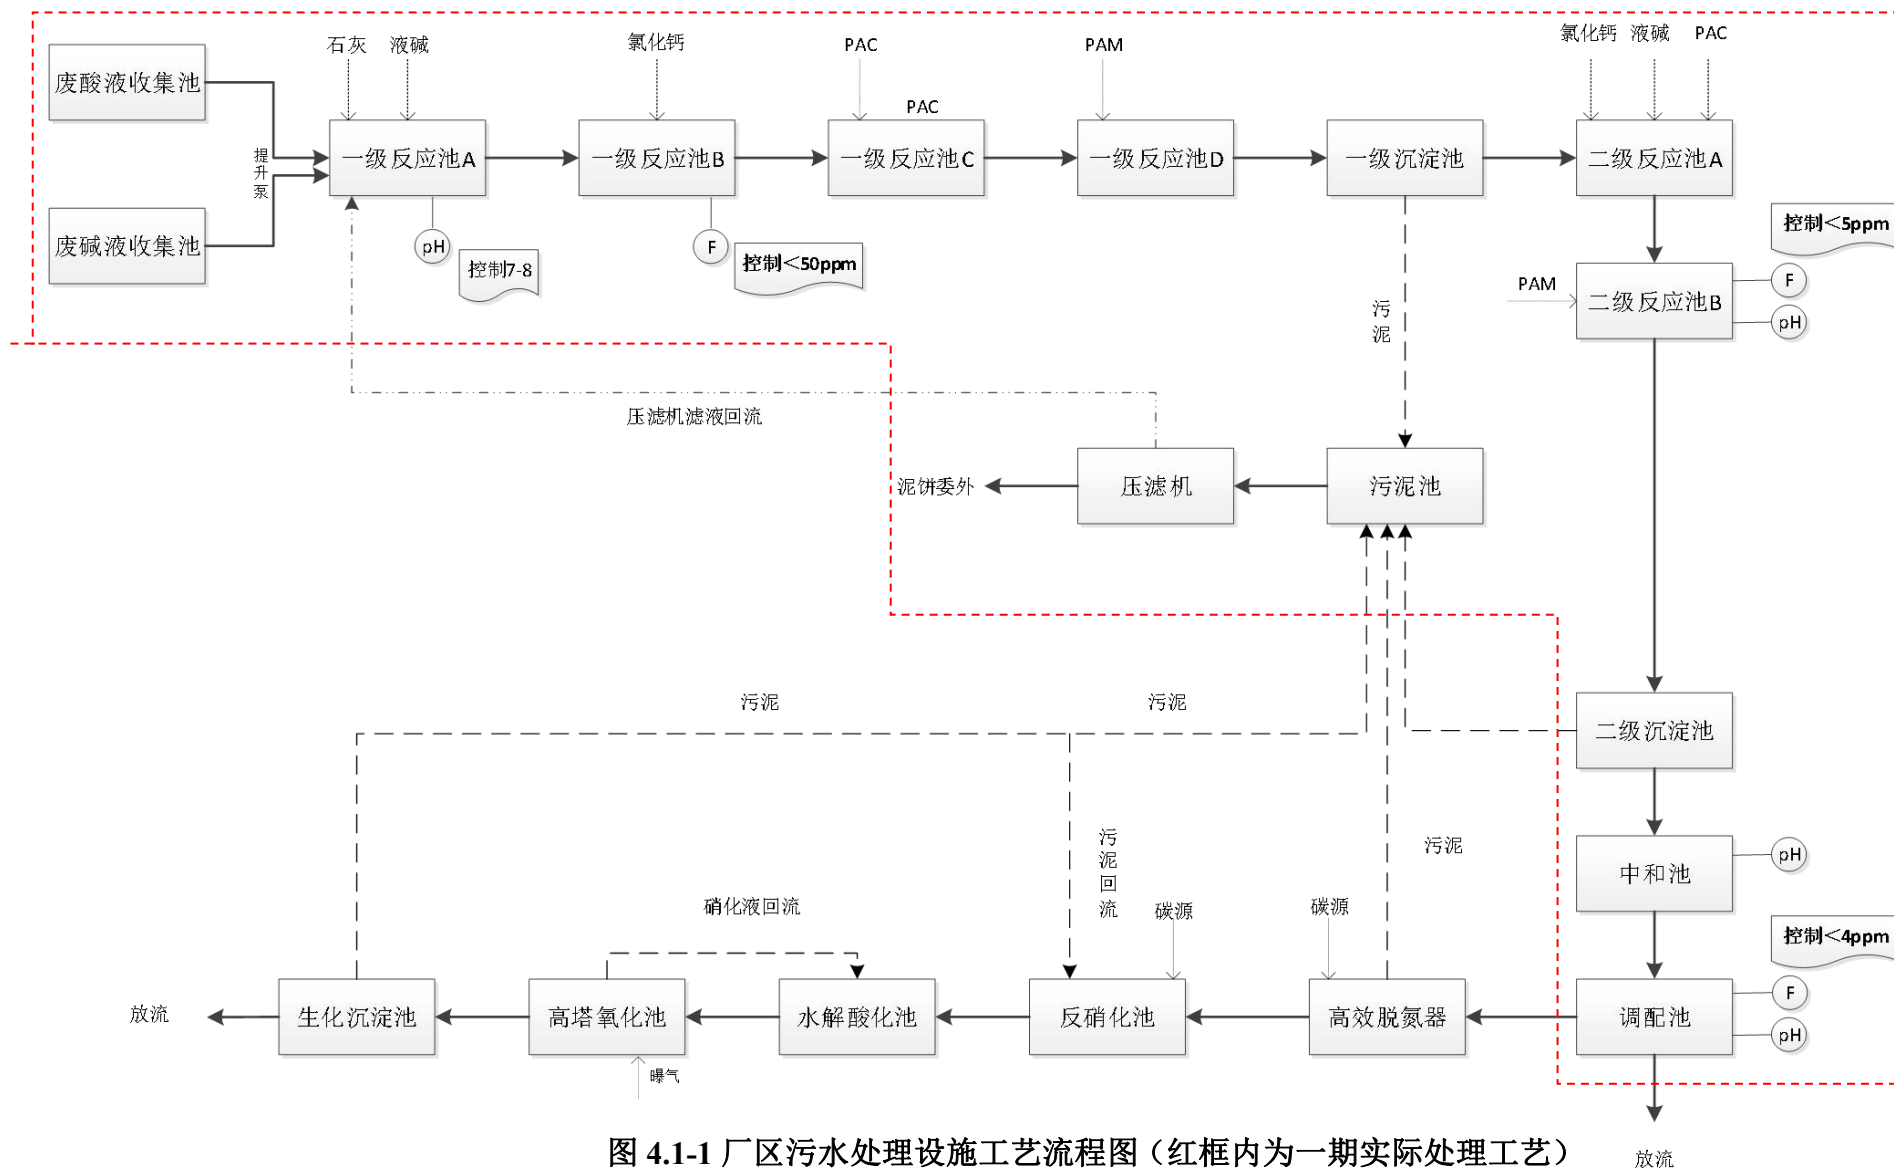 石灰
液碱
氯化钙
PAC
PAM
氯化钙
液碱
PAC
废酸液收集池
PAC
提升泵
一级反应池A
一级反应池B
一级反应池C
一级反应池D
一级沉淀池
二级反应池A
废碱液收集池
pH
控制7-8
F
控制<50ppm
控制<5ppm
PAM
二级反应池B
F
pH
污泥
压滤机滤液回流
泥饼委外
压滤机
污泥池
污泥
污泥
二级沉淀池
污泥回流
污泥
中和池
pH
硝化液回流
碳源
碳源
控制<4ppm
放流
生化沉淀池
高塔氧化池
水解酸化池
反硝化池
高效脱氮器
调配池
F
pH
曝气
图 4.1-1 厂区污水处理设施工艺流程图（红框内为一期实际处理工艺）
放流